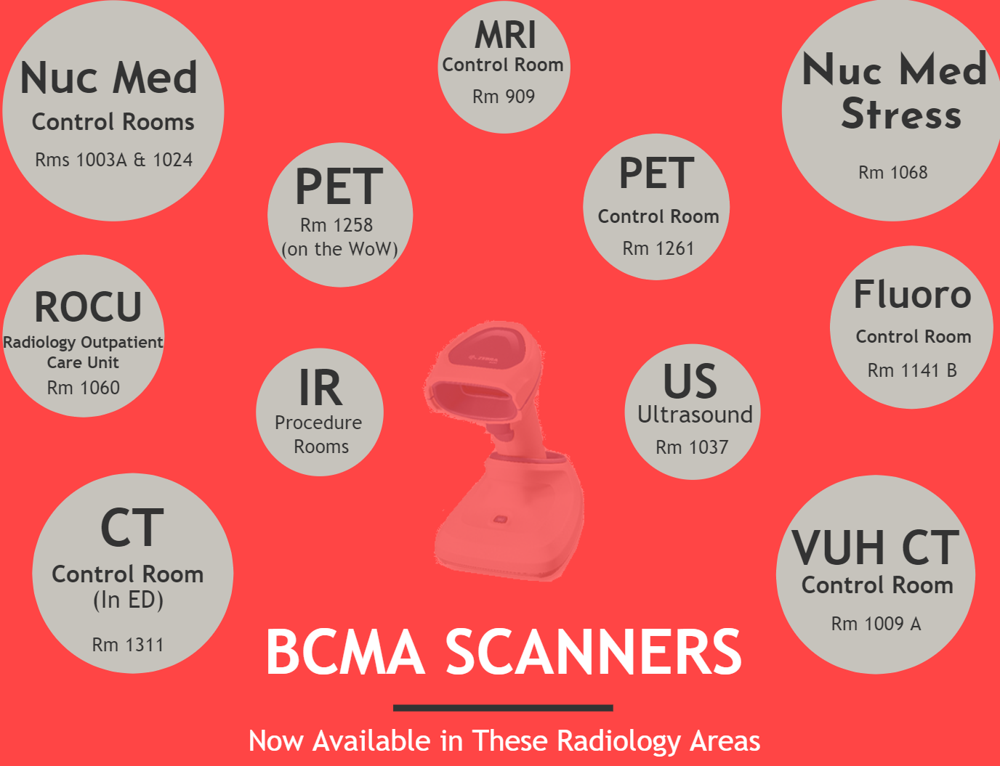 Nuc Med
Control Rooms
Rms 1003A & 1024
MRI
Control Room
Rm 909
Nuc Med
Stress
Rm 1068
PET
Rm 1258
(on the WoW)
PET
Control Room
Rm 1261
ROCU
Radiology Outpatient
Care Unit
Rm 1060
Fluoro
Control Room
Rm 1141 B
IR
Procedure
Rooms
ZEBRA
US
Ultrasound
Rm 1037
CT
Control Room
(In ED)
Rm 1311
VUH CT
Control Room
Rm 1009 A
BCMA SCANNERS
Now Available in These Radiology Areas